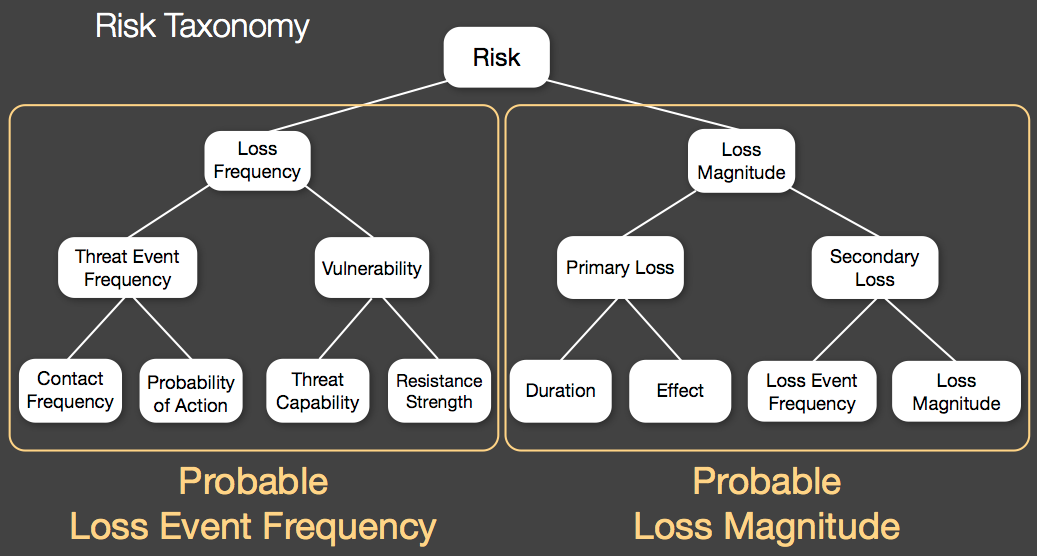 Risk Taxonomy
Risk
Loss
Frequency
Loss
Magnitude
Threat Event
Frequency
Vulnerability
Primary Loss
Secondary
Loss
Contact
Frequency
Probability
of Action
Threat
Capability
Resistance
Strength
Duration
Effect
Loss Event
Frequency
Loss
Magnitude
Probable
Loss Event Frequency
Probable
Loss Magnitude